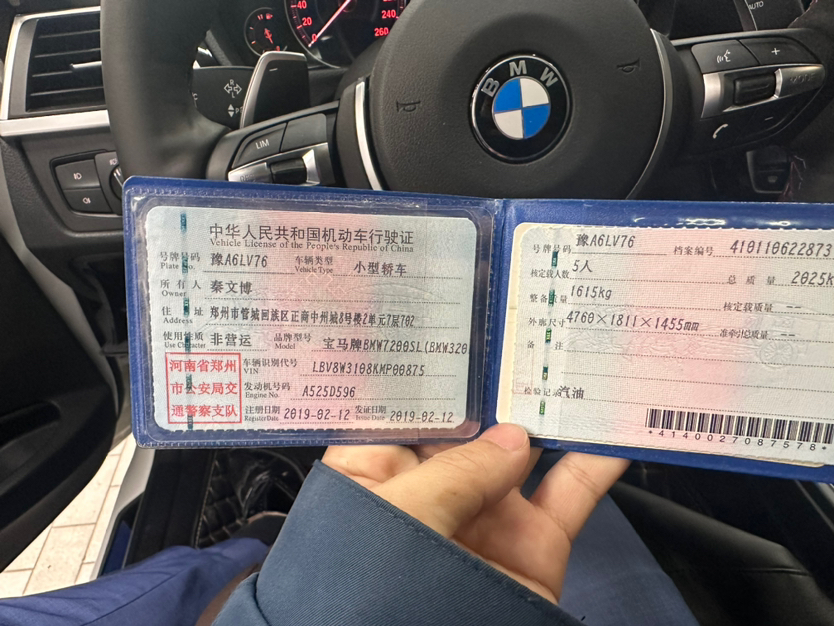 40
20
0
240
260
AUTO
BMW
LIM
中华人民共和国机动车行驶证
Vehicle License of the People's Republic of China
号牌号码 豫A6LV76 车辆类型 小型轿车
Plate No. Vehicle Type
所有人 秦文博
Owner
住址 郑州市管城回族区正商中州城8号楼2单元7层702
Address
使用性质 非营运 品牌型号 宝马牌BMW7200SL(BMW320
Use Character Model
河南省郑州
市公安局交
通警察支队
车辆识别代号 LBV8W3108KMP00875
VIN
发动机号码 A525D596
Engine No.
注册日期 2019-02-12 发证日期 2019-02-12
Register Date Issue Date
号牌号码 豫A6LV76 档案编号 410110622873
核定载人数 5人 总质量 2025k
整备质量 1615kg 核定载质量 --
外廓尺寸 4760×1811×1455mm 准牵引总质量 --
备注
检验记录 汽油
*4140027087578*